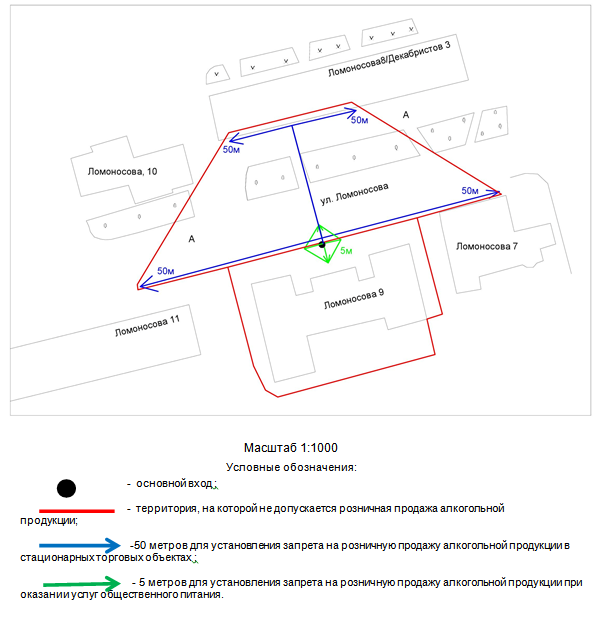 Ломоносова8/Декабристов 3
50м
А
50м
Ломоносова, 10
ул. Ломоносова
50м
А
5м
Ломоносова 7
50м
Ломоносова 9
Ломоносова 11
Масштаб 1:1000
Условные обозначения:
- основной вход ;
- территория, на которой не допускается розничная продажа алкогольной
продукции;
-50 метров для установления запрета на розничную продажу алкогольной продукции в
стационарных торговых объектах ;
- 5 метров для установления запрета на розничную продажу алкогольной продукции при
оказании услуг общественного питания.